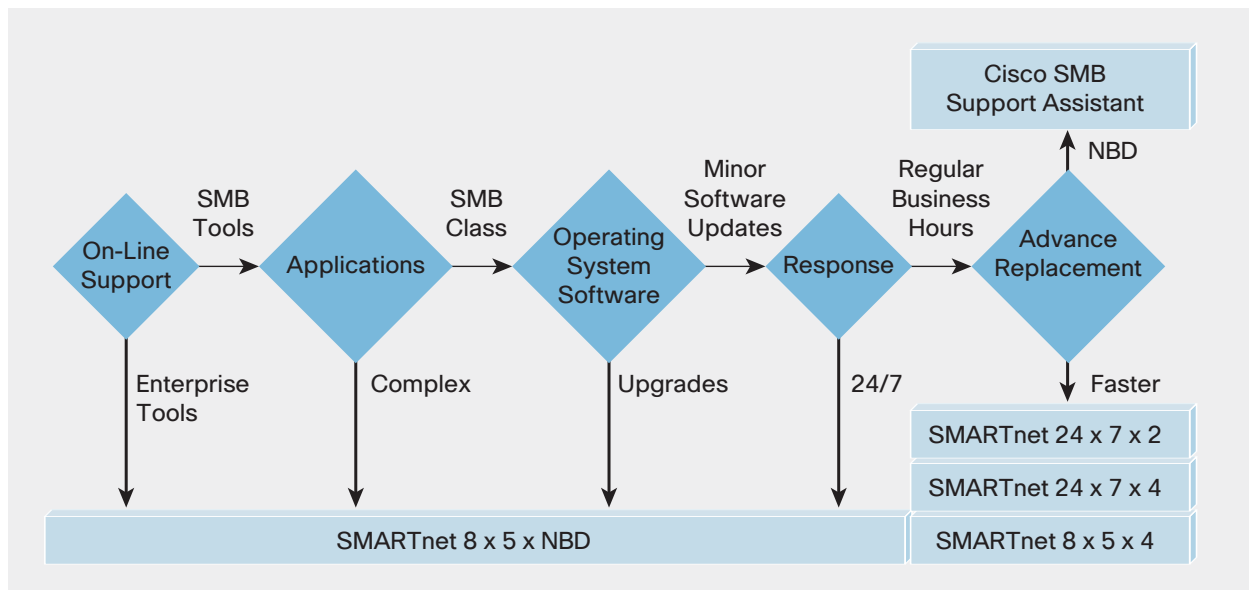 Cisco SMB
Support Assistant
NBD
On-Line
Support
SMB
Tools
Applications
SMB
Class
Operating
System
Software
Minor
Software
Updates
Response
Regular
Business
Hours
Advance
Replacement
Enterprise
Tools
Complex
Upgrades
24/7
Faster
SMARTnet 24 x 7 x 2
SMARTnet 24 x 7 x 4
SMARTnet 8 x 5 x NBD
SMARTnet 8 x 5 x 4